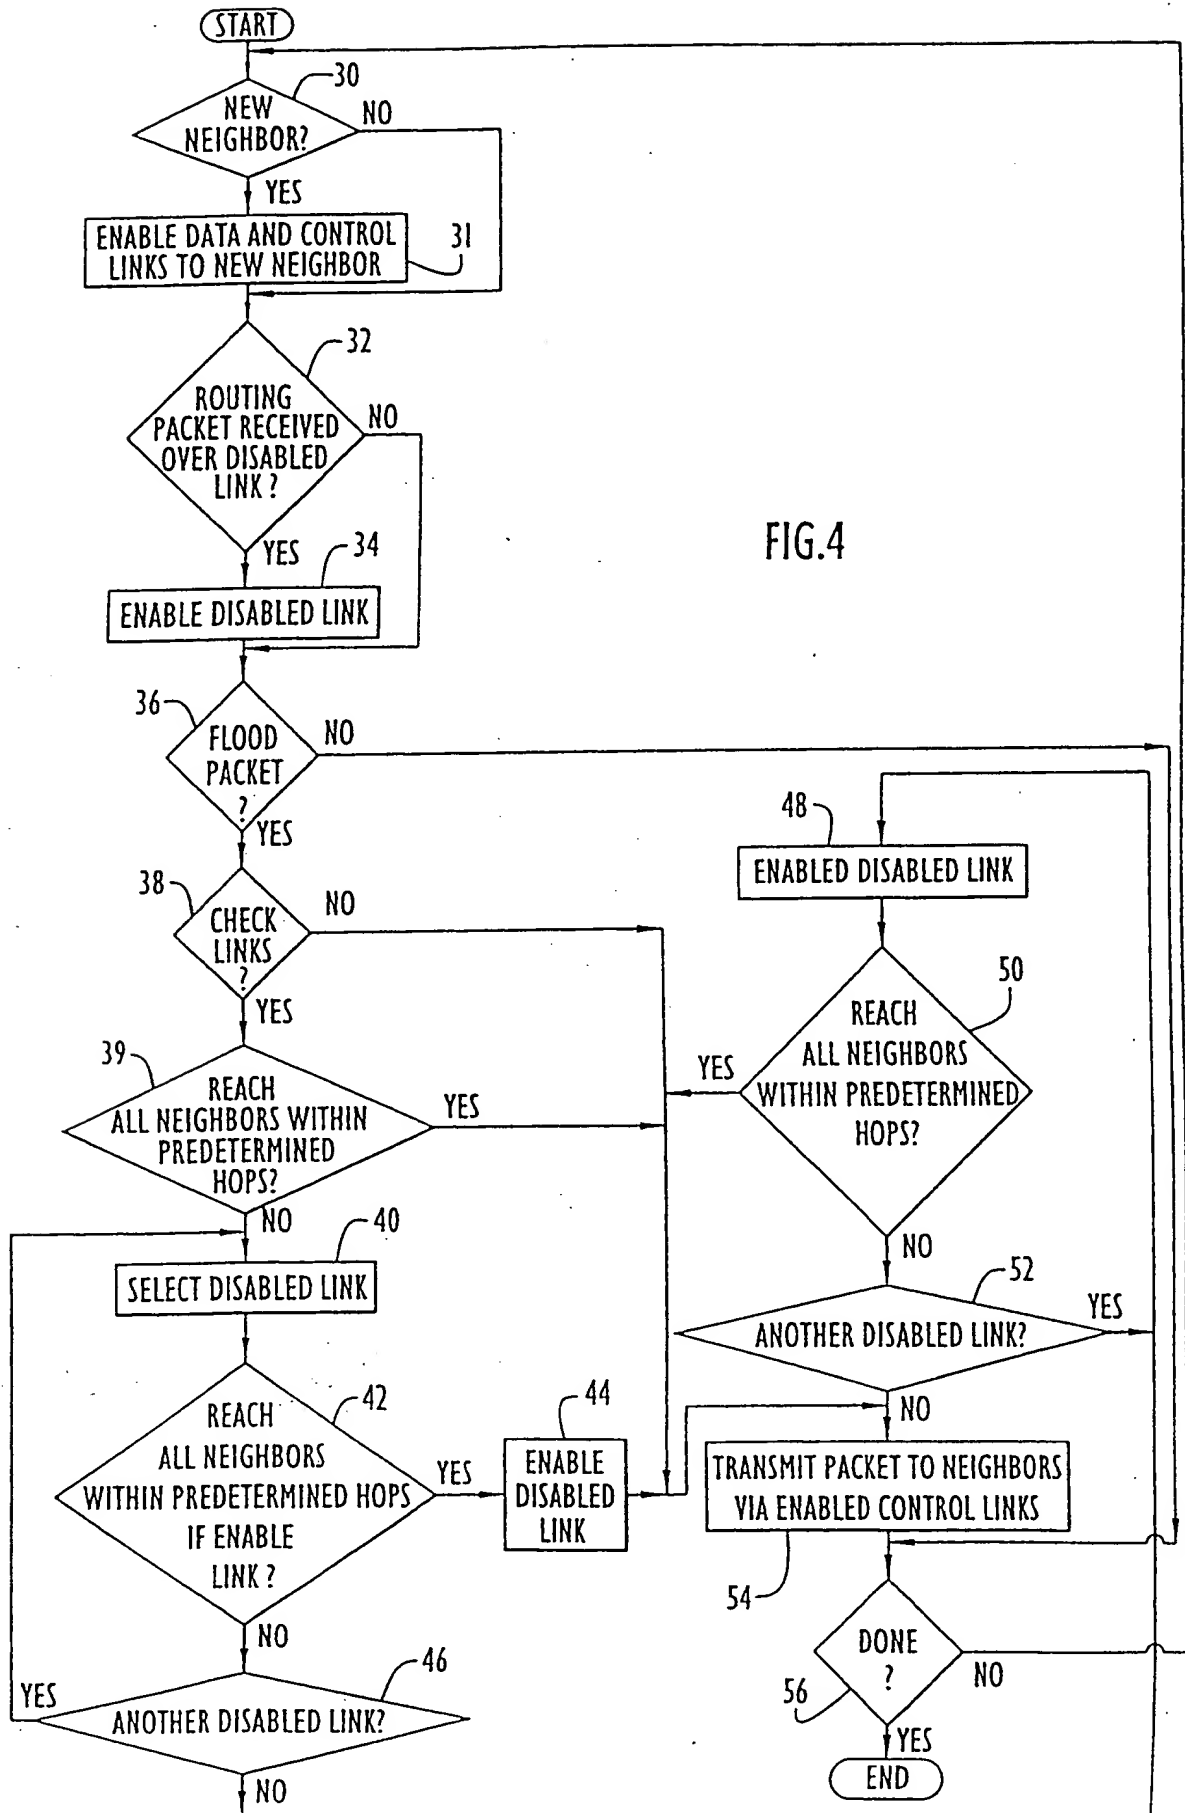 START
30
NEW
NEIGHBOR?
NO
YES
ENABLE DATA AND CONTROL
LINKS TO NEW NEIGHBOR
31
32
ROUTING
PACKET RECEIVED
OVER DISABLED
LINK ?
NO
YES
34
ENABLE DISABLED LINK
FIG.4
36
FLOOD
PACKET
?
NO
YES
38
CHECK
LINKS
?
NO
YES
39
REACH
ALL NEIGHBORS WITHIN
PREDETERMINED
HOPS?
YES
NO
40
SELECT DISABLED LINK
42
REACH
ALL NEIGHBORS
WITHIN PREDETERMINED HOPS
IF ENABLE
LINK ?
YES
NO
44
ENABLE
DISABLED
LINK
46
ANOTHER DISABLED LINK?
YES
NO
48
ENABLED DISABLED LINK
50
REACH
ALL NEIGHBORS
WITHIN PREDETERMINED
HOPS?
YES
NO
52
ANOTHER DISABLED LINK?
YES
NO
TRANSMIT PACKET TO NEIGHBORS
VIA ENABLED CONTROL LINKS
54
DONE
?
56
NO
YES
END